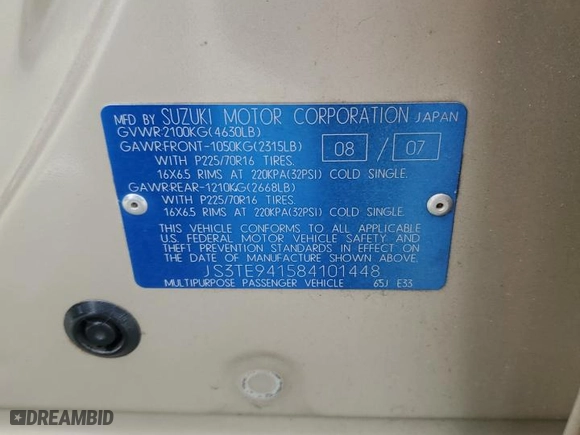 MFD BY SUZUKI MOTOR CORPORATION JAPAN
GVWR:2100KG(4630LB)
GAWR:FRONT-1050KG(2315LB) 08 / 07
WITH P225/70R16 TIRES.
16X6.5 RIMS AT 220KPA(32PSI) COLD SINGLE.
GAWR:REAR-1210KG(2668LB)
WITH P225/70R16 TIRES.
16X6.5 RIMS AT 220KPA(32PSI) COLD SINGLE.
THIS VEHICLE CONFORMS TO ALL APPLICABLE
U.S. FEDERAL MOTOR VEHICLE SAFETY AND
THEFT PREVENTION STANDARDS IN EFFECT ON
THE DATE OF MANUFACTURE SHOWN ABOVE.
JS3TE941584101448
MULTIPURPOSE PASSENGER VEHICLE 65J E33
DREAMBID